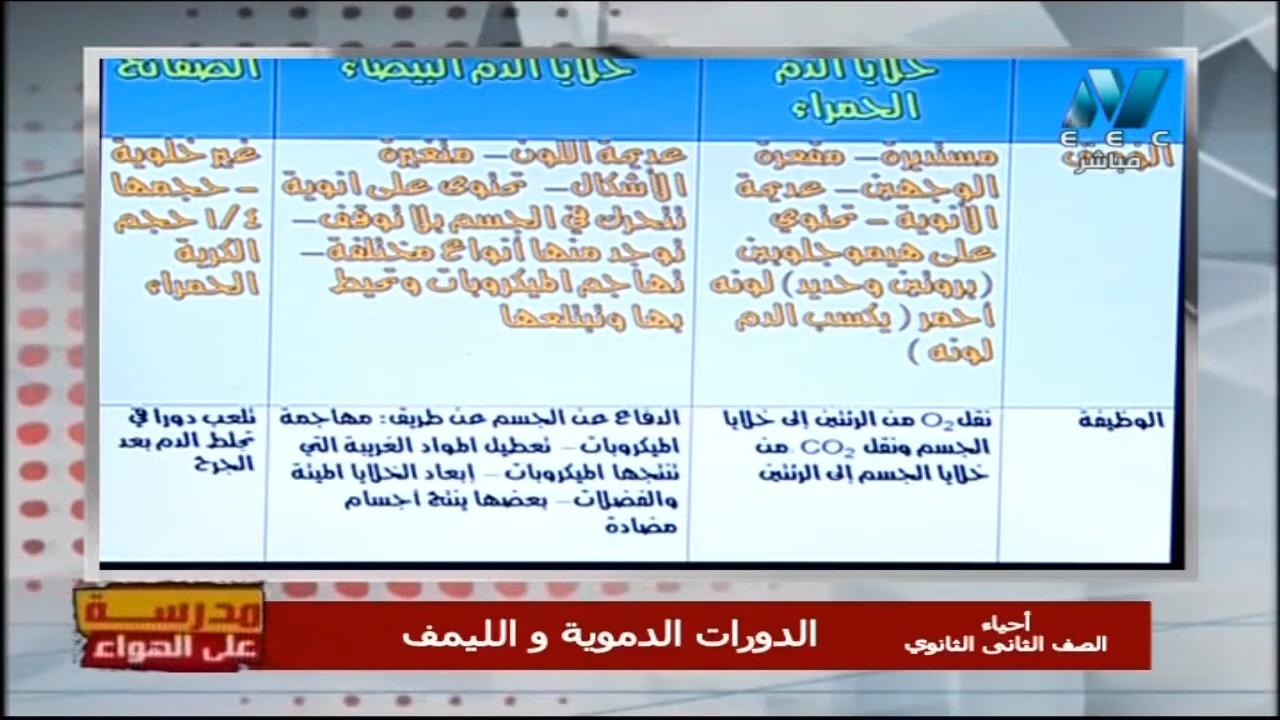 خلايا الدم
الحمراء
خلايا الدم البيضاء
الصفائح
EEC
مباشر
مستديرة – مقعرة
الوجهين – عديمة
الأنوية – تحتوي
على هيموجلوبين
(بروتين وحديد) لونه
أحمر ( يكسب الدم
لونه )
عديمة اللون – متغيرة
الأشكال – تحتوى على أنوية
تتحرك في الجسم بلا توقف –
توجد منها أنواع مختلفة –
تهاجم الميكروبات وتحيط
بها وتبتلعها
غير خلوية
– حجمها
١/٤ حجم
الكرية
الحمراء
الوظيفة
نقل O2 من الرئتين إلى خلايا
الجسم ونقل CO2 من
خلايا الجسم إلى الرئتين
الدفاع عن الجسم عن طريق: مهاجمة
الميكروبات – تعطيل المواد الغريبة التي
تنتجها الميكروبات – إبعاد الخلايا الميتة
والفضلات – بعضها ينتج أجسام
مضادة
تلعب دورا في
تجلط الدم بعد
الجرح
أحياء
الصف الثانى الثانوي
الدورات الدموية و الليمف
مدرسة
على الهواء